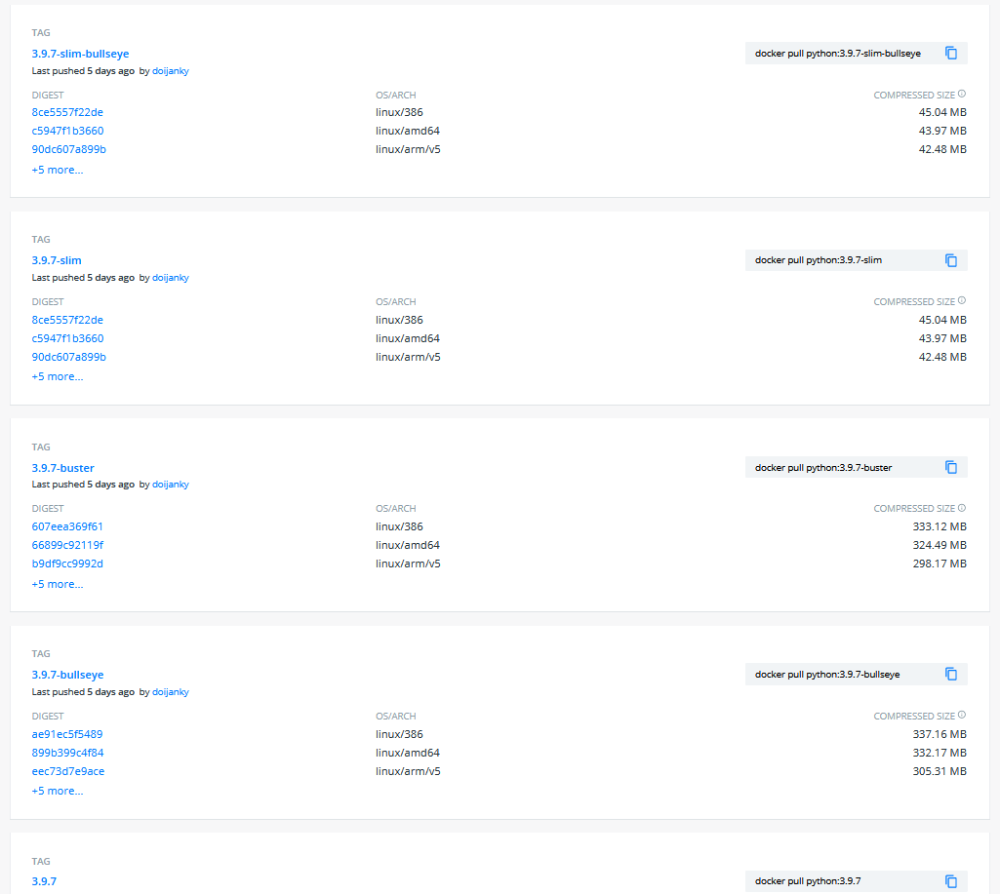 TAG
3.9.7-slim-bullseye
docker pull python:3.9.7-slim-bullseye
Last pushed 5 days ago by doijanky
DIGEST OS/ARCH COMPRESSED SIZE
8ce5557f22de linux/386 45.04 MB
c5947f1b3660 linux/amd64 43.97 MB
90dc607a899b linux/arm/v5 42.48 MB
+5 more...
TAG
3.9.7-slim
docker pull python:3.9.7-slim
Last pushed 5 days ago by doijanky
DIGEST OS/ARCH COMPRESSED SIZE
8ce5557f22de linux/386 45.04 MB
c5947f1b3660 linux/amd64 43.97 MB
90dc607a899b linux/arm/v5 42.48 MB
+5 more...
TAG
3.9.7-buster
docker pull python:3.9.7-buster
Last pushed 5 days ago by doijanky
DIGEST OS/ARCH COMPRESSED SIZE
607eea369f61 linux/386 333.12 MB
66899c92119f linux/amd64 324.49 MB
b9df9cc9992d linux/arm/v5 298.17 MB
+5 more...
TAG
3.9.7-bullseye
docker pull python:3.9.7-bullseye
Last pushed 5 days ago by doijanky
DIGEST OS/ARCH COMPRESSED SIZE
ae91ec5f5489 linux/386 337.16 MB
899b399c4f84 linux/amd64 332.17 MB
eec73d7e9ace linux/arm/v5 305.31 MB
+5 more...
TAG
3.9.7
docker pull python:3.9.7